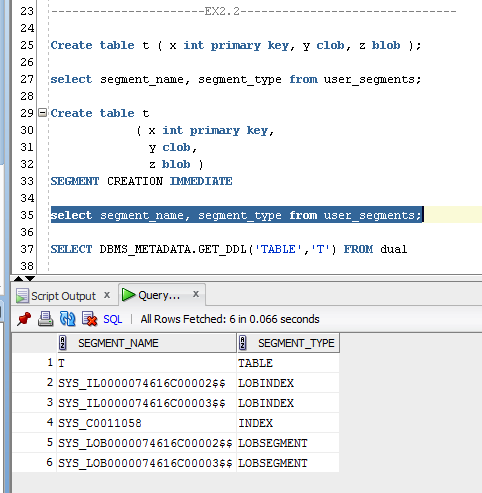 23 ---------------------EX2.2-----------------------------
24
25 Create table t ( x int primary key, y clob, z blob );
26
27 select segment_name, segment_type from user_segments;
28
29 Create table t
30 ( x int primary key,
31 y clob,
32 z blob )
33 SEGMENT CREATION IMMEDIATE
34
35 select segment_name, segment_type from user_segments;
36
37 SELECT DBMS_METADATA.GET_DDL('TABLE','T') FROM dual
38
Script Output x Query... x
SQL | All Rows Fetched: 6 in 0.066 seconds
SEGMENT_NAME SEGMENT_TYPE
1 T TABLE
2 SYS_IL0000074616C00002$$ LOBINDEX
3 SYS_IL0000074616C00003$$ LOBINDEX
4 SYS_C0011058 INDEX
5 SYS_LOB0000074616C00002$$ LOBSEGMENT
6 SYS_LOB0000074616C00003$$ LOBSEGMENT